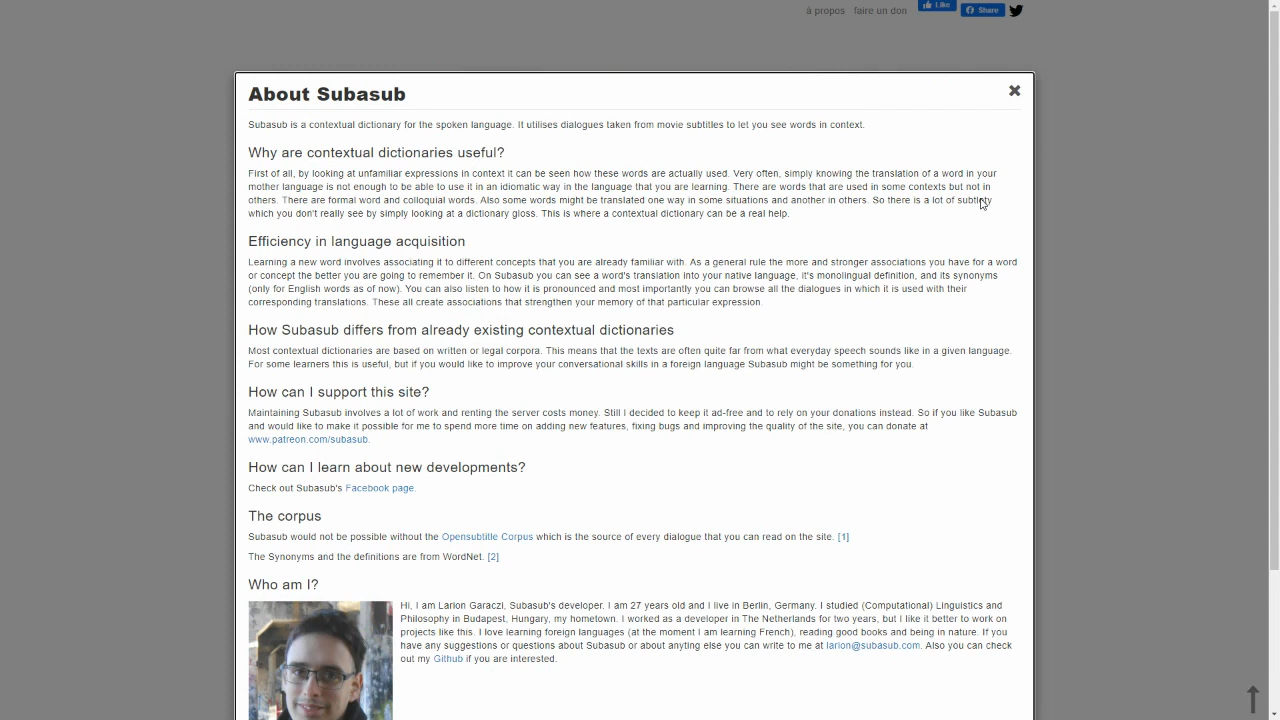 à propos faire un don Like Share
About Subasub
Subasub is a contextual dictionary for the spoken language. It utilises dialogues taken from movie subtitles to let you see words in context.
Why are contextual dictionaries useful?
First of all, by looking at unfamiliar expressions in context it can be seen how these words are actually used. Very often, simply knowing the translation of a word in your
mother language is not enough to be able to use it in an idiomatic way in the language that you are learning. There are words that are used in some contexts but not in
others. There are formal word and colloquial words. Also some words might be translated one way in some situations and another in others. So there is a lot of subtlety
which you don't really see by simply looking at a dictionary gloss. This is where a contextual dictionary can be a real help.
Efficiency in language acquisition
Learning a new word involves associating it to different concepts that you are already familiar with. As a general rule the more and stronger associations you have for a word
or concept the better you are going to remember it. On Subasub you can see a word's translation into your native language, it's monolingual definition, and its synonyms
(only for English words as of now). You can also listen to how it is pronounced and most importantly you can browse all the dialogues in which it is used with their
corresponding translations. These all create associations that strengthen your memory of that particular expression.
How Subasub differs from already existing contextual dictionaries
Most contextual dictionaries are based on written or legal corpora. This means that the texts are often quite far from what everyday speech sounds like in a given language.
For some learners this is useful, but if you would like to improve your conversational skills in a foreign language Subasub might be something for you.
How can I support this site?
Maintaining Subasub involves a lot of work and renting the server costs money. Still I decided to keep it ad-free and to rely on your donations instead. So if you like Subasub
and would like to make it possible for me to spend more time on adding new features, fixing bugs and improving the quality of the site, you can donate at
www.patreon.com/subasub.
How can I learn about new developments?
Check out Subasub's Facebook page.
The corpus
Subasub would not be possible without the Opensubtitle Corpus which is the source of every dialogue that you can read on the site. [1]
The Synonyms and the definitions are from WordNet. [2]
Who am I?
Hi, I am Larion Garaczi, Subasub's developer. I am 27 years old and I live in Berlin, Germany. I studied (Computational) Linguistics and
Philosophy in Budapest, Hungary, my hometown. I worked as a developer in The Netherlands for two years, but I like it better to work on
projects like this. I love learning foreign languages (at the moment I am learning French), reading good books and being in nature. If you
have any suggestions or questions about Subasub or about anyting else you can write to me at larion@subasub.com. Also you can check
out my Github if you are interested.